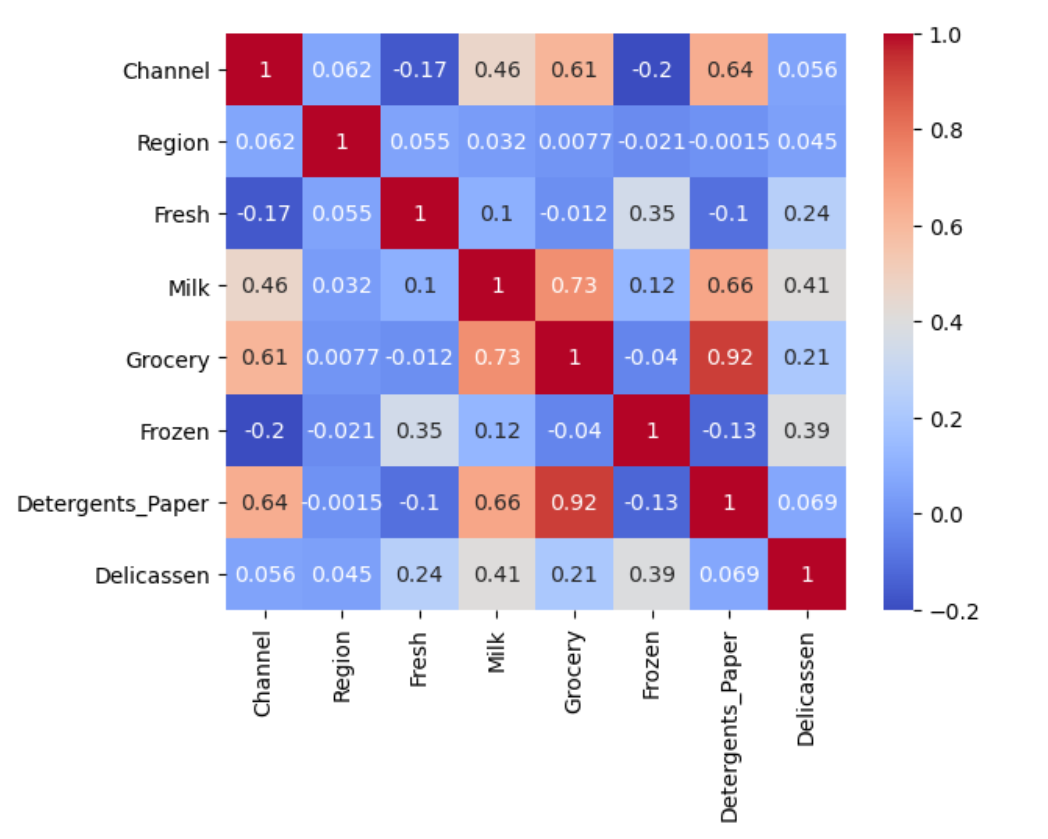 Channel 1 0.062 -0.17 0.46 0.61 -0.2 0.64 0.056
Region 0.062 1 0.055 0.032 0.0077 -0.021 -0.0015 0.045
Fresh -0.17 0.055 1 0.1 -0.012 0.35 -0.1 0.24
Milk 0.46 0.032 0.1 1 0.73 0.12 0.66 0.41
Grocery 0.61 0.0077 -0.012 0.73 1 -0.04 0.92 0.21
Frozen -0.2 -0.021 0.35 0.12 -0.04 1 -0.13 0.39
Detergents_Paper 0.64 -0.0015 -0.1 0.66 0.92 -0.13 1 0.069
Delicassen 0.056 0.045 0.24 0.41 0.21 0.39 0.069 1
Channel
Region
Fresh
Milk
Grocery
Frozen
Detergents_Paper
Delicassen
1.0
0.8
0.6
0.4
0.2
0.0
−0.2